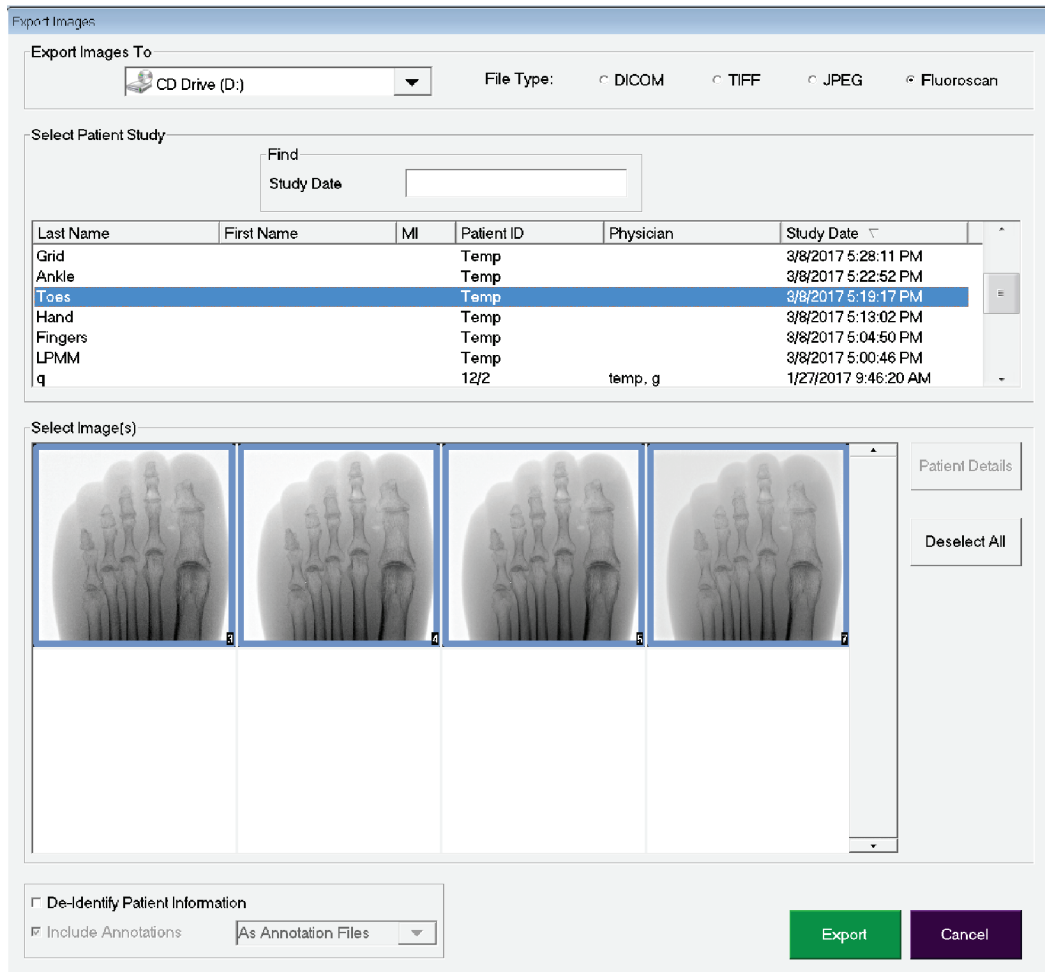 Export Images
Export Images To
CD Drive (D:) File Type: DICOM TIFF JPEG Fluoroscan
Select Patient Study
Find
Study Date
Last Name First Name MI Patient ID Physician Study Date
Grid Temp 3/8/2017 5:28:11 PM
Ankle Temp 3/8/2017 5:22:52 PM
Toes Temp 3/8/2017 5:19:17 PM
Hand Temp 3/8/2017 5:13:02 PM
Fingers Temp 3/8/2017 5:04:50 PM
LPMM Temp 3/8/2017 5:00:46 PM
q 12/2 temp, g 1/27/2017 9:46:20 AM
Select Image(s)
Patient Details
Deselect All
3 4 5 7
De-Identify Patient Information
Include Annotations As Annotation Files
Export Cancel